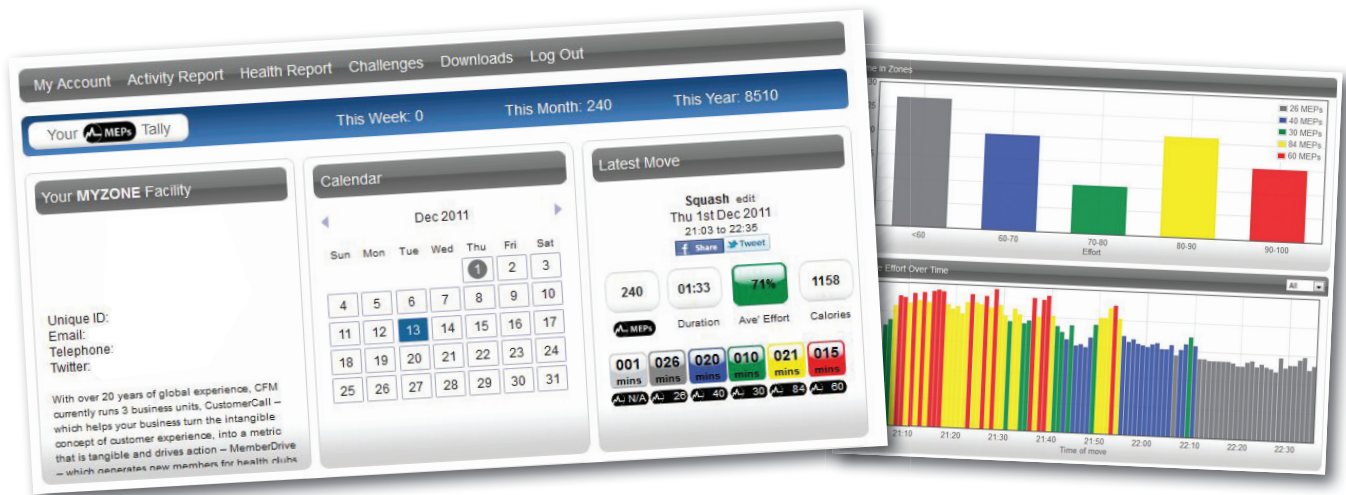 My Account Activity Report Health Report Challenges Downloads Log Out
Your MEPs Tally This Week: 0 This Month: 240 This Year: 8510
Your MYZONE Facility
Unique ID:
Email:
Telephone:
Twitter:
With over 20 years of global experience, CFM
currently runs 3 business units, CustomerCall –
which helps your business turn the intangible
concept of customer experience, into a metric
that is tangible and drives action – MemberDrive
– which generates new members for health clubs
Calendar
Dec 2011
Sun Mon Tue Wed Thu Fri Sat
1 2 3
4 5 6 7 8 9 10
11 12 13 14 15 16 17
18 19 20 21 22 23 24
25 26 27 28 29 30 31
Latest Move
Squash edit
Thu 1st Dec 2011
21:03 to 22:35
f Share Tweet
240 01:33 71% 1158
MEPs Duration Ave' Effort Calories
001 026 020 010 021 015
mins mins mins mins mins mins
N/A 26 40 30 84 60
in Zones
26 MEPs
40 MEPs
30 MEPs
84 MEPs
60 MEPs
<60 60-70 70-80 80-90 90-100
Effort
Effort Over Time
All
21:10 21:20 21:30 21:40 21:50 22:00 22:10 22:20 22:30
Time of move